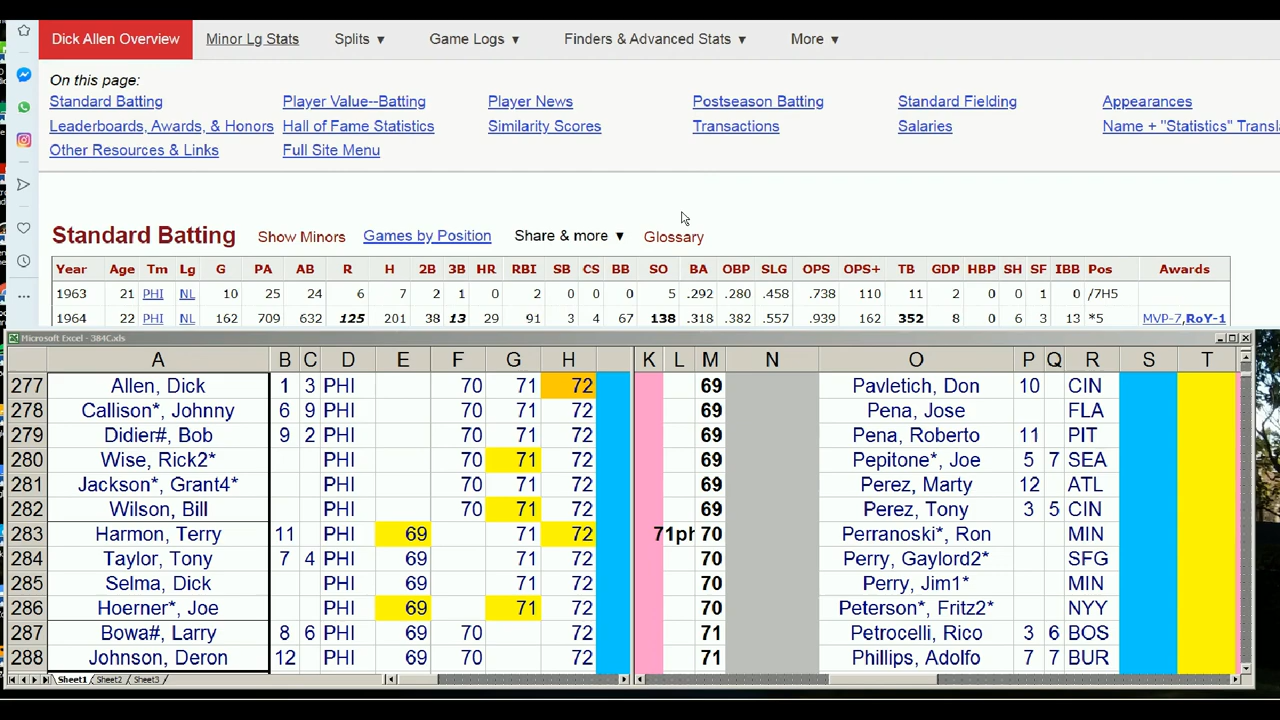 Dick Allen Overview Minor Lg Stats Splits ▼ Game Logs ▼ Finders & Advanced Stats ▼ More ▼
On this page:
Standard Batting Player Value--Batting Player News Postseason Batting Standard Fielding Appearances
Leaderboards, Awards, & Honors Hall of Fame Statistics Similarity Scores Transactions Salaries Name + "Statistics" Transl
Other Resources & Links Full Site Menu
Standard Batting Show Minors Games by Position Share & more ▼ Glossary
Year Age Tm Lg G PA AB R H 2B 3B HR RBI SB CS BB SO BA OBP SLG OPS OPS+ TB GDP HBP SH SF IBB Pos Awards
1963 21 PHI NL 10 25 24 6 7 2 1 0 2 0 0 0 5 .292 .280 .458 .738 110 11 2 0 0 1 0 /7H5
1964 22 PHI NL 162 709 632 125 201 38 13 29 91 3 4 67 138 .318 .382 .557 .939 162 352 8 0 6 3 13 *5 MVP-7,RoY-1
Microsoft Excel - 384C.xls
A B C D E F G H K L M N O P Q R S T
277 Allen, Dick 1 3 PHI 70 71 72 69 Pavletich, Don 10 CIN
278 Callison*, Johnny 6 9 PHI 70 71 72 69 Pena, Jose FLA
279 Didier#, Bob 9 2 PHI 70 71 72 69 Pena, Roberto 11 PIT
280 Wise, Rick2* PHI 70 71 72 69 Pepitone*, Joe 5 7 SEA
281 Jackson*, Grant4* PHI 70 71 72 69 Perez, Marty 12 ATL
282 Wilson, Bill PHI 70 71 72 69 Perez, Tony 3 5 CIN
283 Harmon, Terry 11 PHI 69 71 72 71ph 70 Perranoski*, Ron MIN
284 Taylor, Tony 7 4 PHI 69 71 72 70 Perry, Gaylord2* SFG
285 Selma, Dick PHI 69 71 72 70 Perry, Jim1* MIN
286 Hoerner*, Joe PHI 69 71 72 70 Peterson*, Fritz2* NYY
287 Bowa#, Larry 8 6 PHI 69 70 72 71 Petrocelli, Rico 3 6 BOS
288 Johnson, Deron 12 PHI 69 70 72 71 Phillips, Adolfo 7 7 BUR
Sheet1 Sheet2 Sheet3